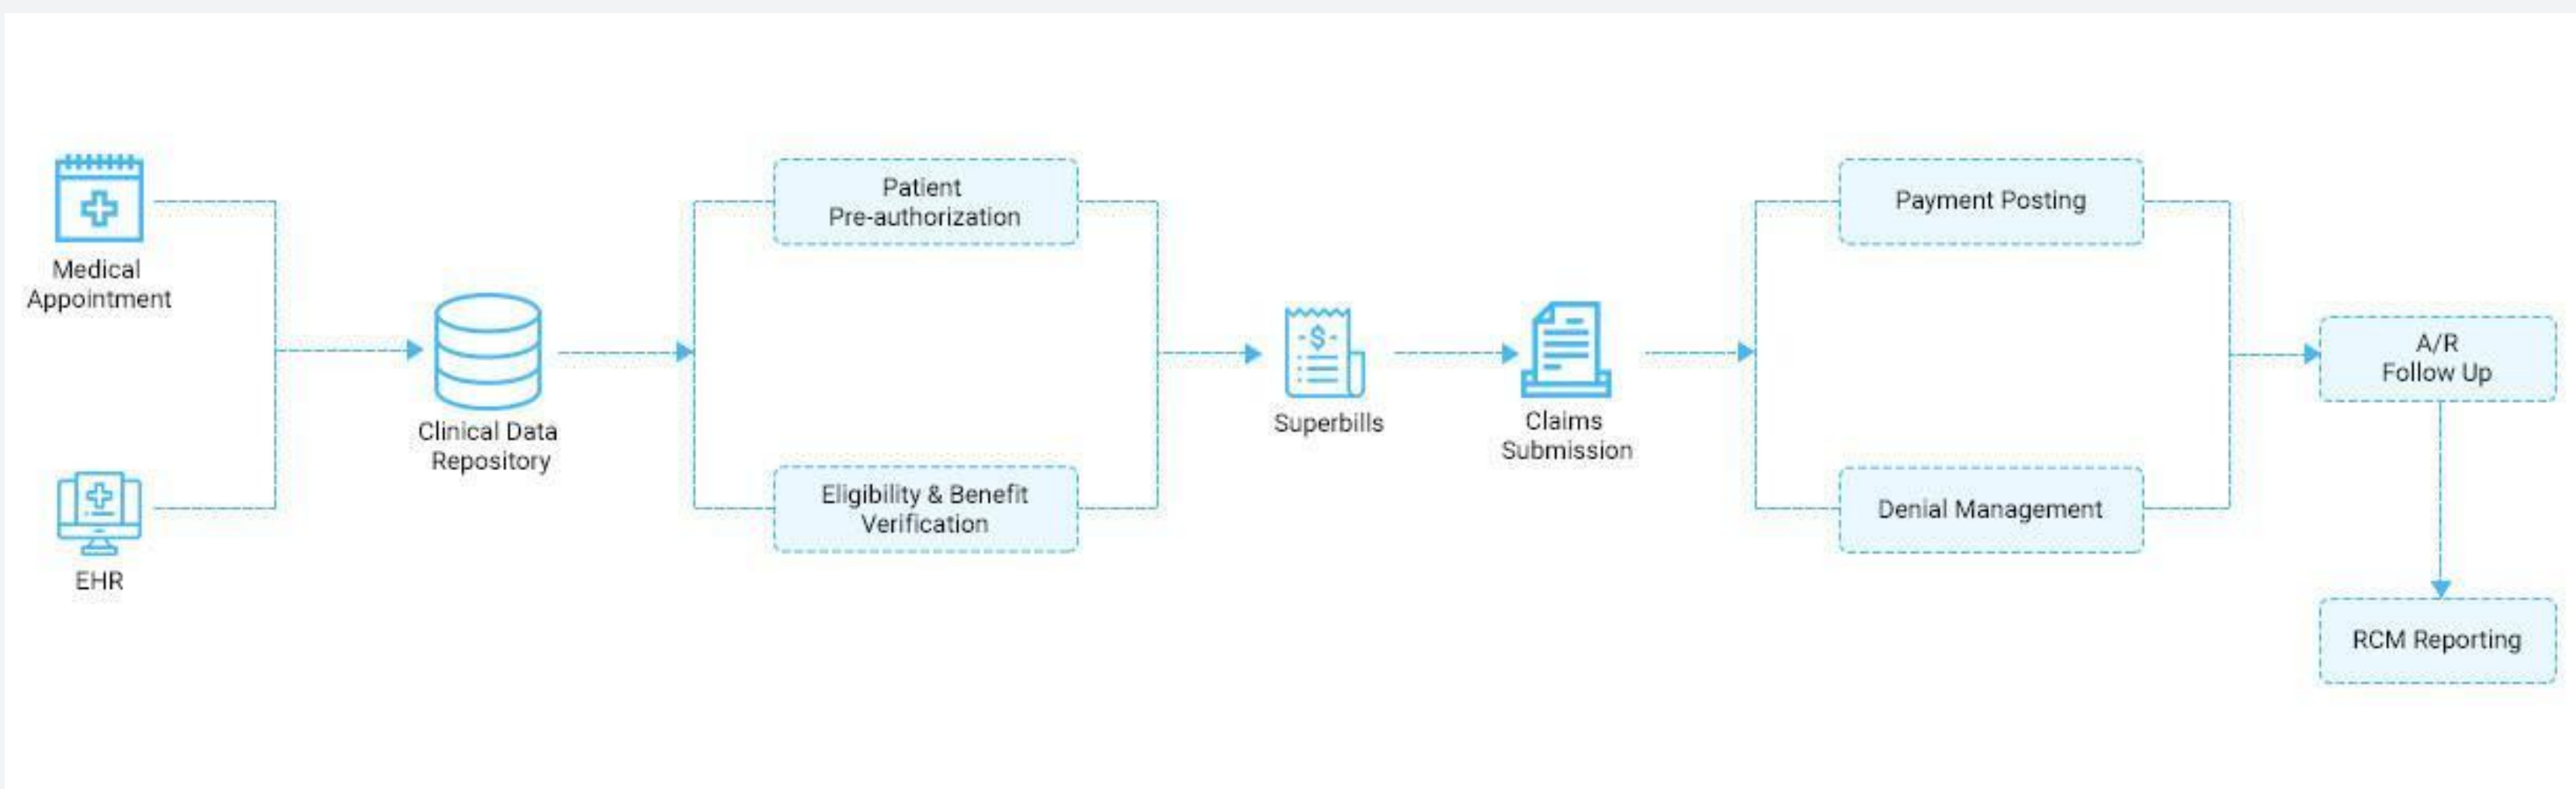 Medical
Appointment
EHR
Clinical Data
Repository
Patient
Pre-authorization
Eligibility & Benefit
Verification
-$-
Superbills
Claims
Submission
Payment Posting
Denial Management
A/R
Follow Up
RCM Reporting